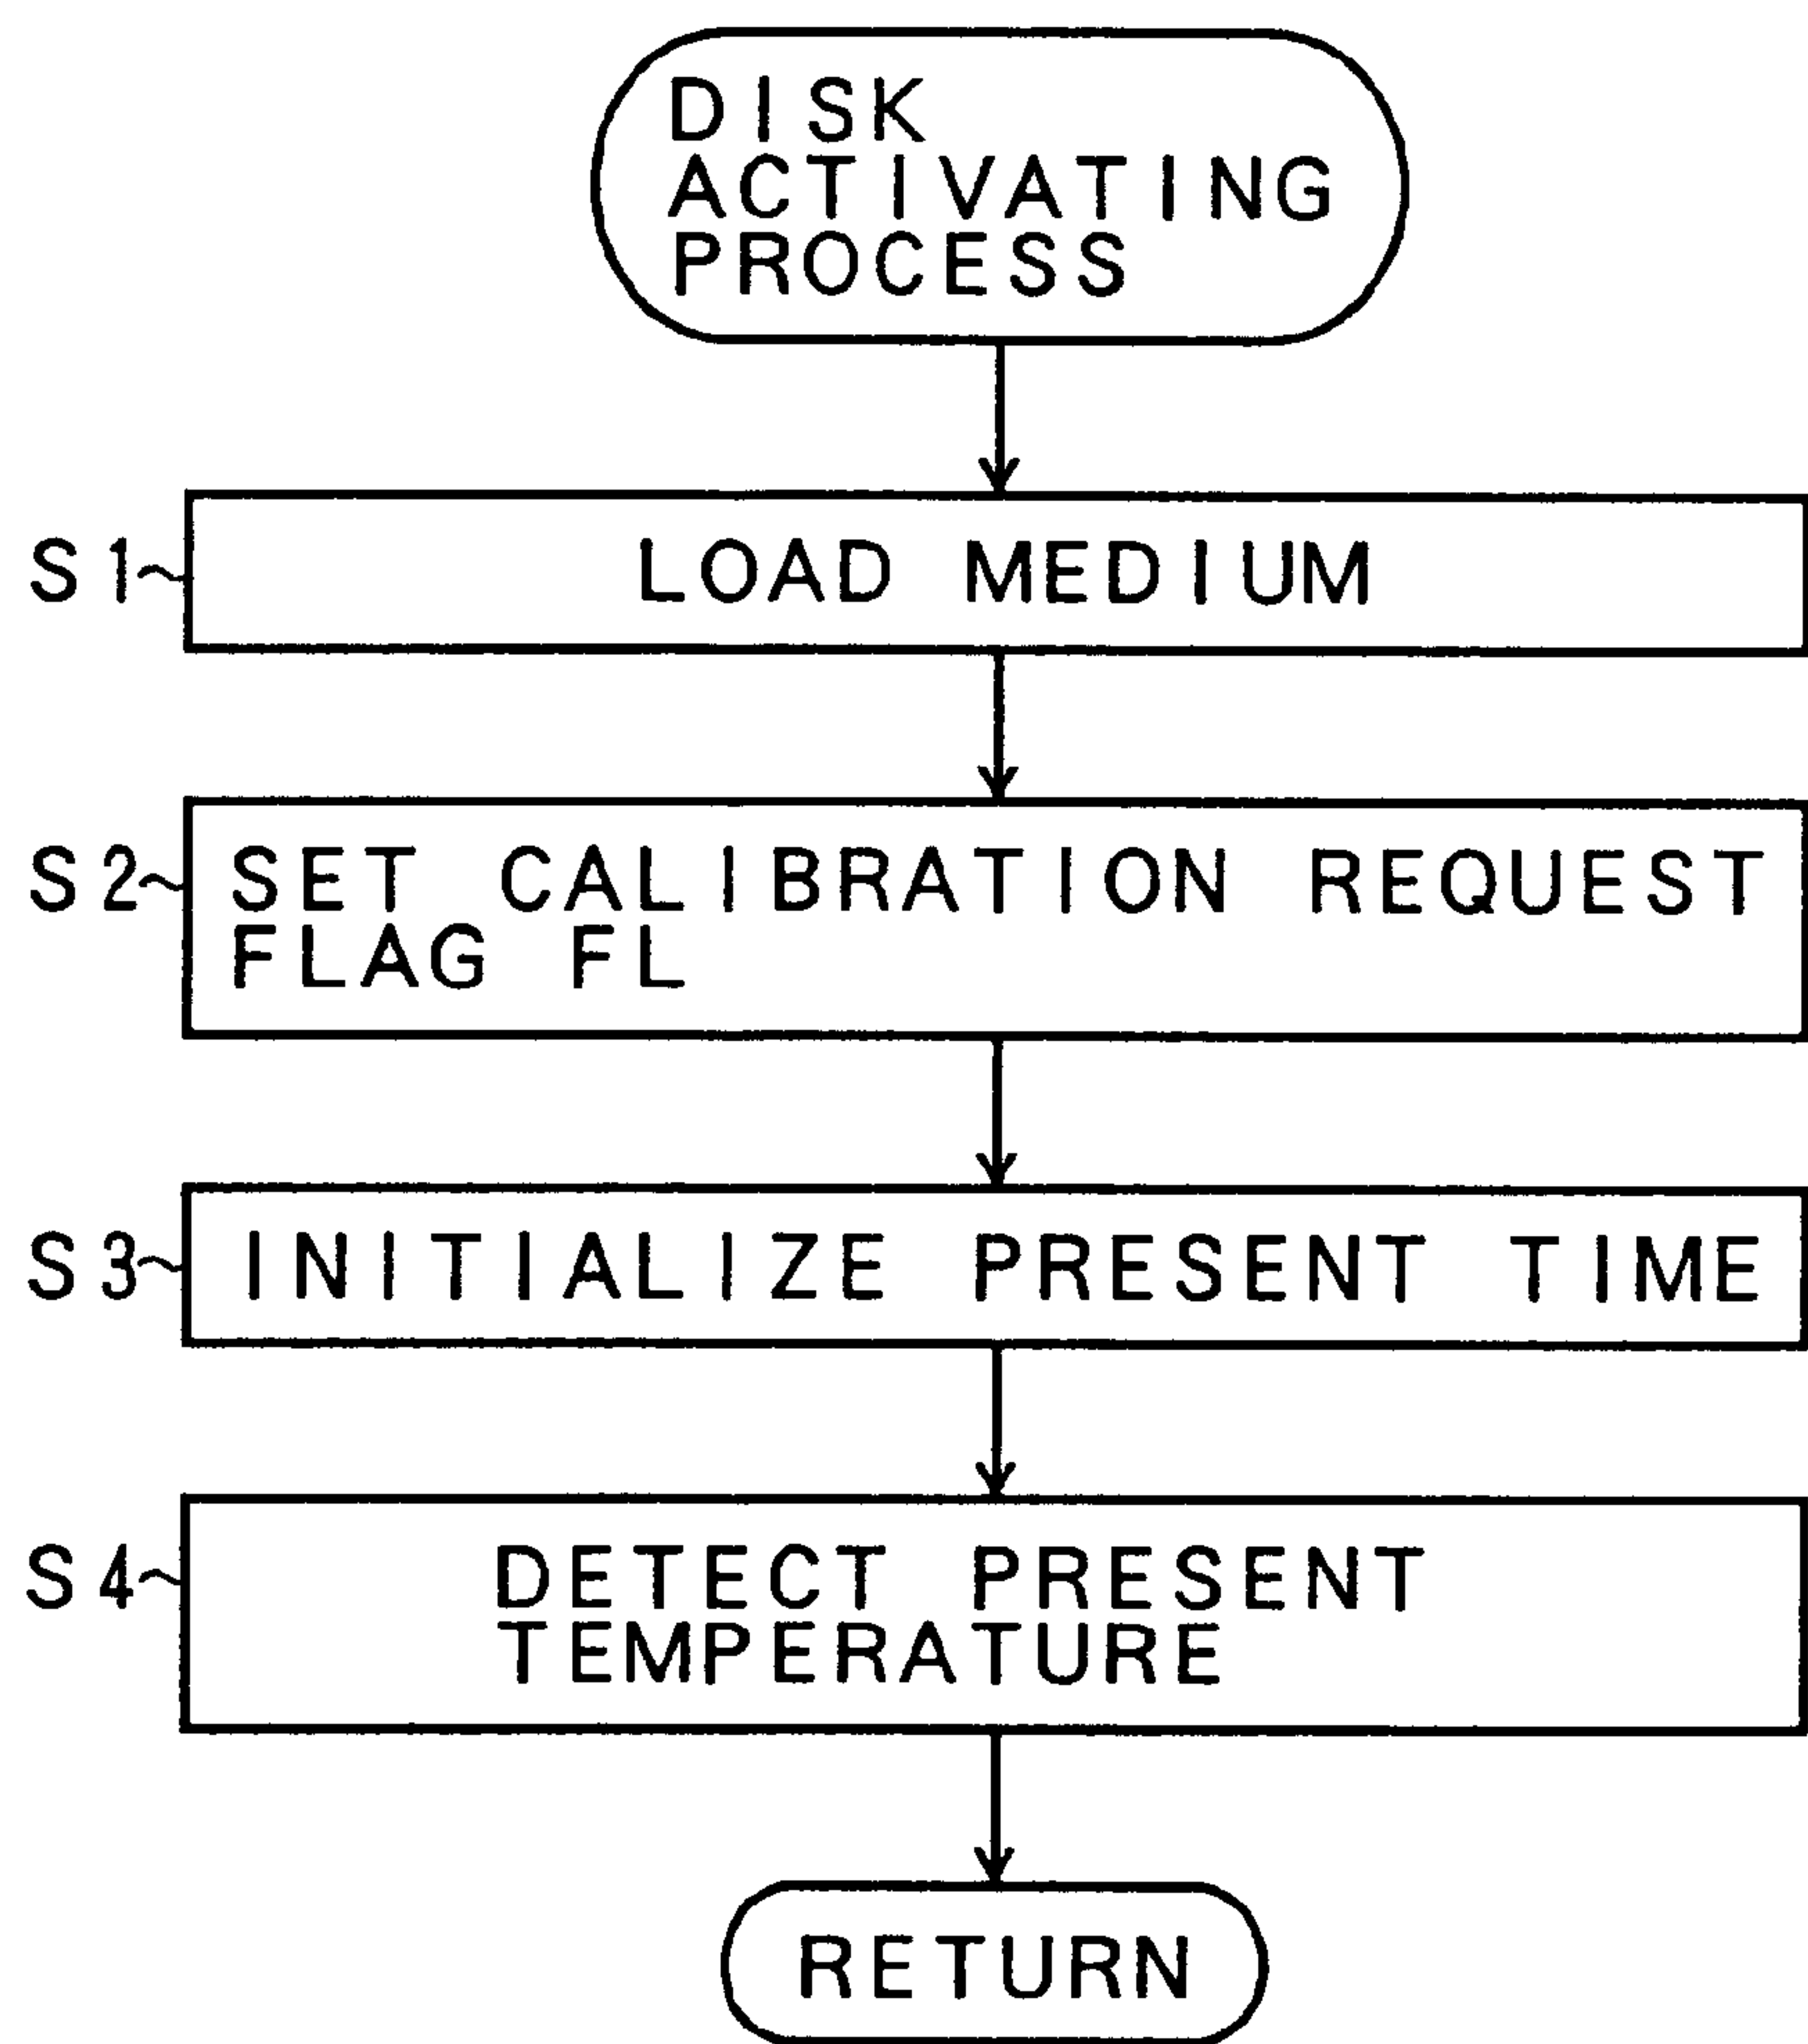 DISK
ACTIVATING
PROCESS
S1
LOAD MEDIUM
S2
SET CALIBRATION REQUEST
FLAG FL
S3
INITIALIZE PRESENT TIME
S4
DETECT PRESENT
TEMPERATURE
RETURN